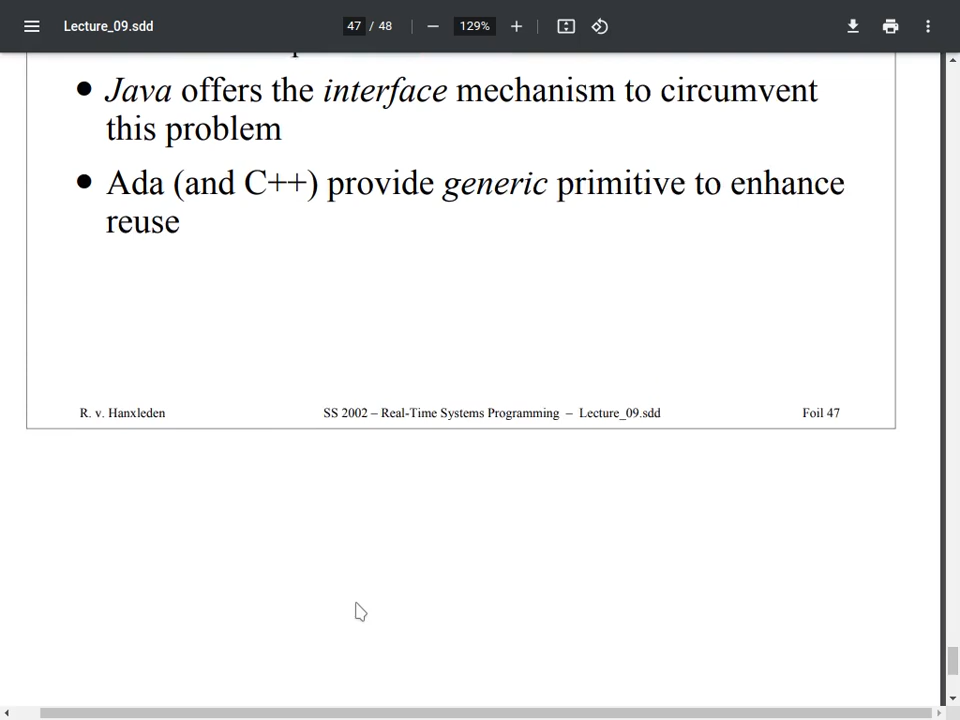 Lecture_09.sdd
47 / 48
129%
• Java offers the interface mechanism to circumvent
this problem
• Ada (and C++) provide generic primitive to enhance
reuse
R. v. Hanxleden
SS 2002 – Real-Time Systems Programming – Lecture_09.sdd
Foil 47